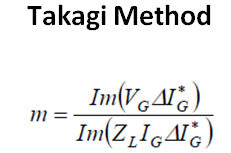 Takagi Method
m = Im(V_G ΔI_G^*) / Im(Z_L I_G ΔI_G^*)